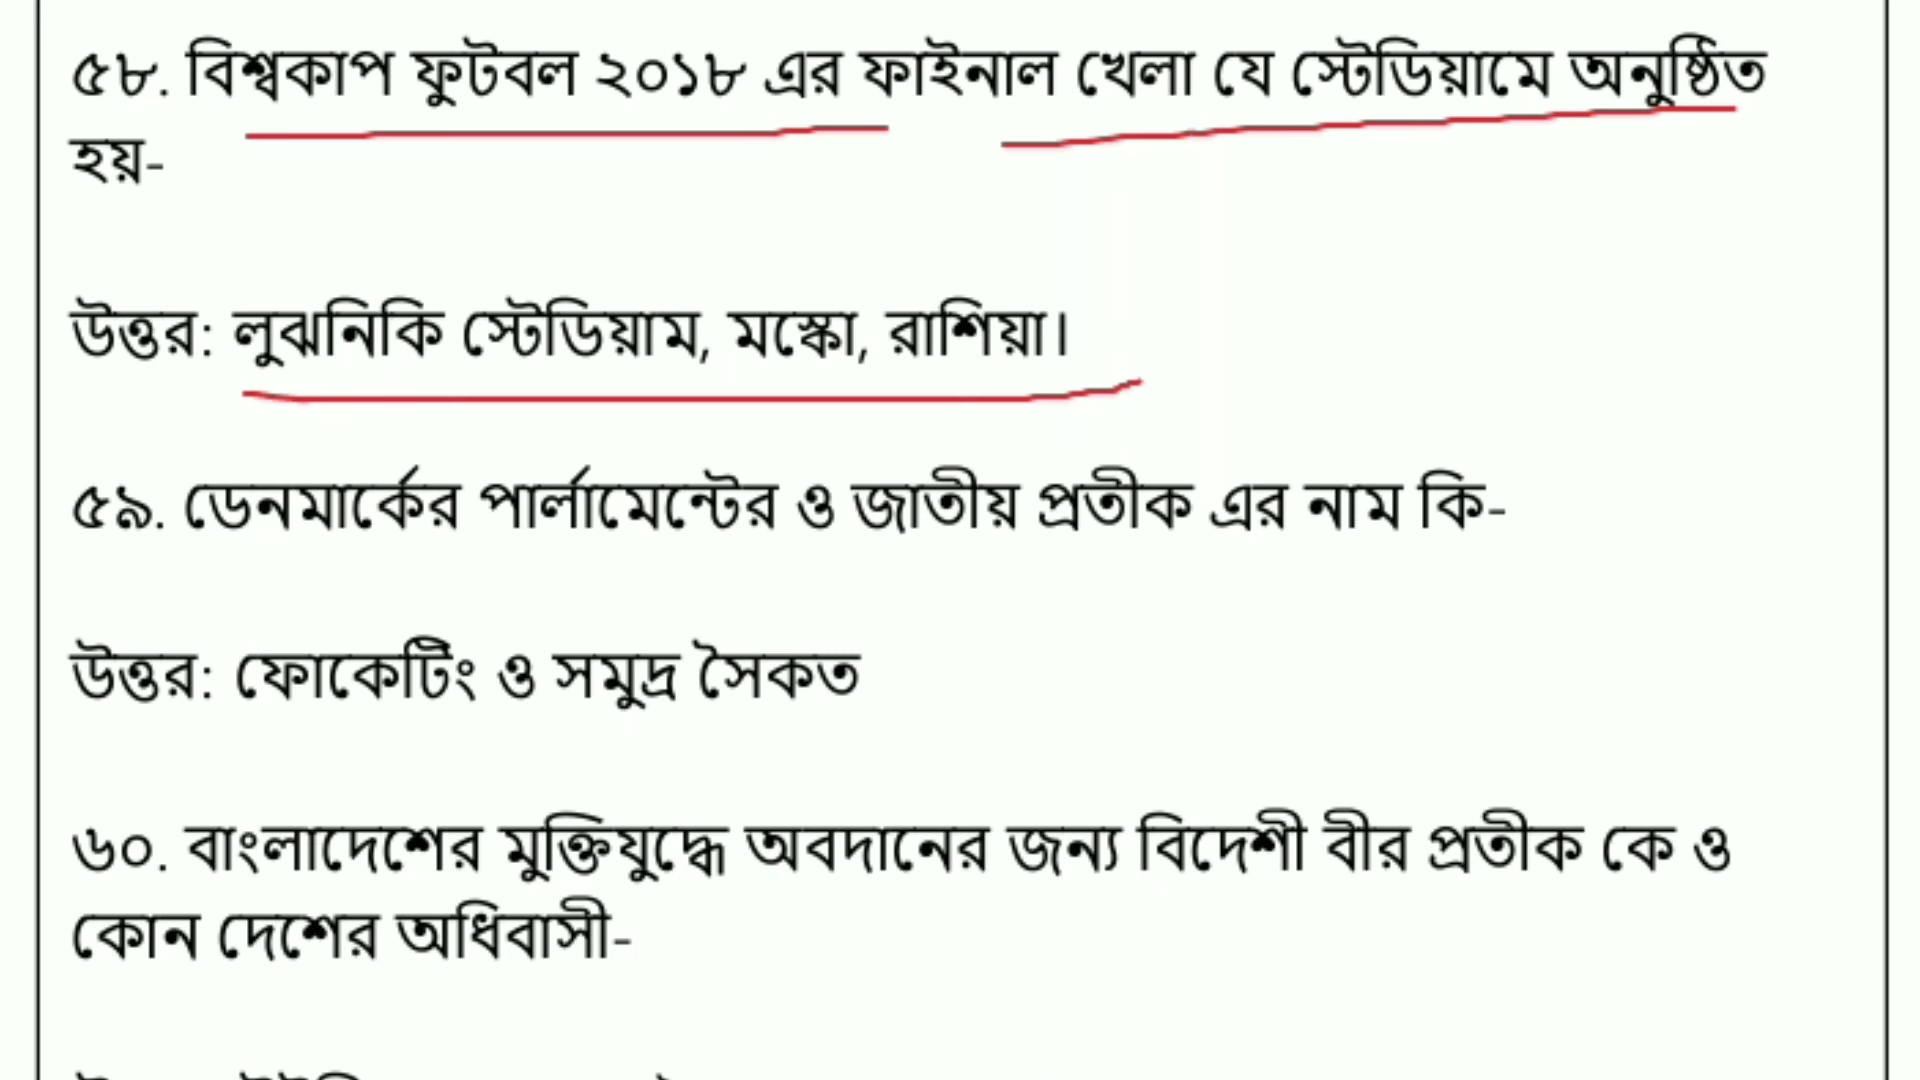 ৫৮. বিশ্বকাপ ফুটবল ২০১৮ এর ফাইনাল খেলা যে স্টেডিয়ামে অনুষ্ঠিত
হয়-
উত্তর: লুঝনিকি স্টেডিয়াম, মস্কো, রাশিয়া।
৫৯. ডেনমার্কের পার্লামেন্টের ও জাতীয় প্রতীক এর নাম কি-
উত্তর: ফোকেটিং ও সমুদ্র সৈকত
৬০. বাংলাদেশের মুক্তিযুদ্ধে অবদানের জন্য বিদেশী বীর প্রতীক কে ও
কোন দেশের অধিবাসী-